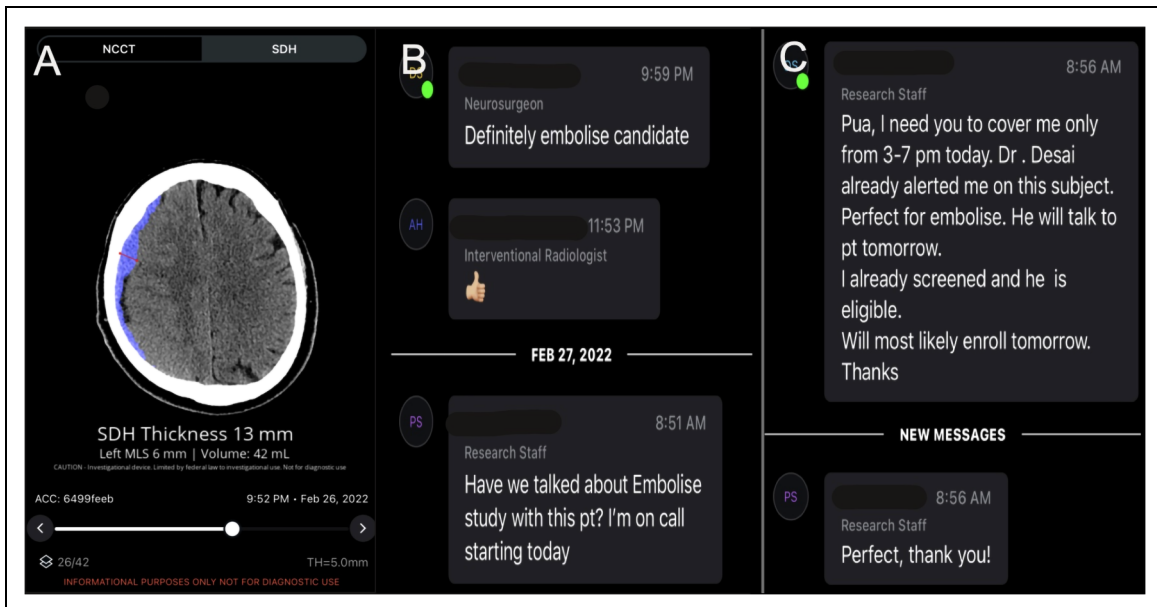 A
NCCT
SDH
SDH Thickness 13 mm
Left MLS 6 mm | Volume: 42 mL
CAUTION - Investigational device. Limited by federal law to investigational use. Not for diagnostic use
ACC: 6499feeb
9:52 PM • Feb 26, 2022
26/42
TH=5.0mm
INFORMATIONAL PURPOSES ONLY NOT FOR DIAGNOSTIC USE
B
DS
9:59 PM
Neurosurgeon
Definitely embolise candidate
AH
11:53 PM
Interventional Radiologist
FEB 27, 2022
PS
8:51 AM
Research Staff
Have we talked about Embolise
study with this pt? I'm on call
starting today
C
DS
8:56 AM
Research Staff
Pua, I need you to cover me only
from 3-7 pm today. Dr . Desai
already alerted me on this subject.
Perfect for embolise. He will talk to
pt tomorrow.
I already screened and he  is
eligible.
Will most likely enroll tomorrow.
Thanks
NEW MESSAGES
PS
8:56 AM
Research Staff
Perfect, thank you!